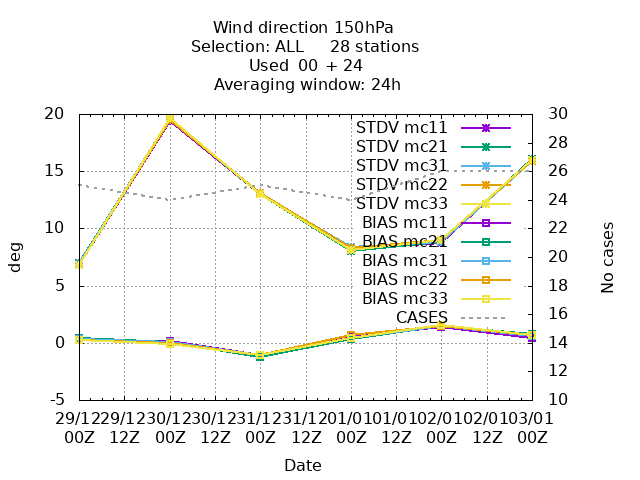 Wind direction 150hPa
Selection: ALL 28 stations
Used 00 + 24
Averaging window: 24h
20 30
STDV mc11
28
STDV mc21
STDV mc31
15 26
STDV mc22
24
STDV mc33
BIAS mc11
10 22
BIAS mc21
deg
No cases
20
BIAS mc31
BIAS mc22
5 18
BIAS mc33
16
CASES
0 14
12
-5 10
29/12 29/12 30/12 30/12 31/12 31/12 01/01 01/01 02/01 02/01 03/01
00Z 12Z 00Z 12Z 00Z 12Z 00Z 12Z 00Z 12Z 00Z
Date